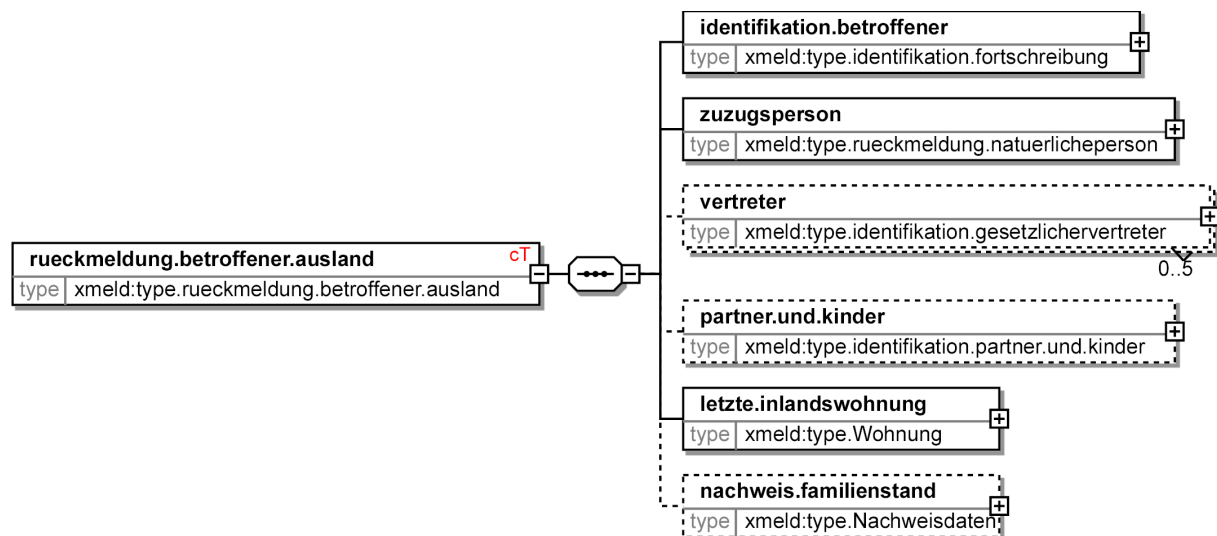 identifikation.betroffener
type xmeld:type.identifikation.fortschreibung
zuzugsperson
type xmeld:type.rueckmeldung.natuerlicheperson
vertreter
type xmeld:type.identifikation.gesetzlichervertreter
0..5
rueckmeldung.betroffener.ausland cT
type xmeld:type.rueckmeldung.betroffener.ausland
partner.und.kinder
type xmeld:type.identifikation.partner.und.kinder
letzte.inlandswohnung
type xmeld:type.Wohnung
nachweis.familienstand
type xmeld:type.Nachweisdaten